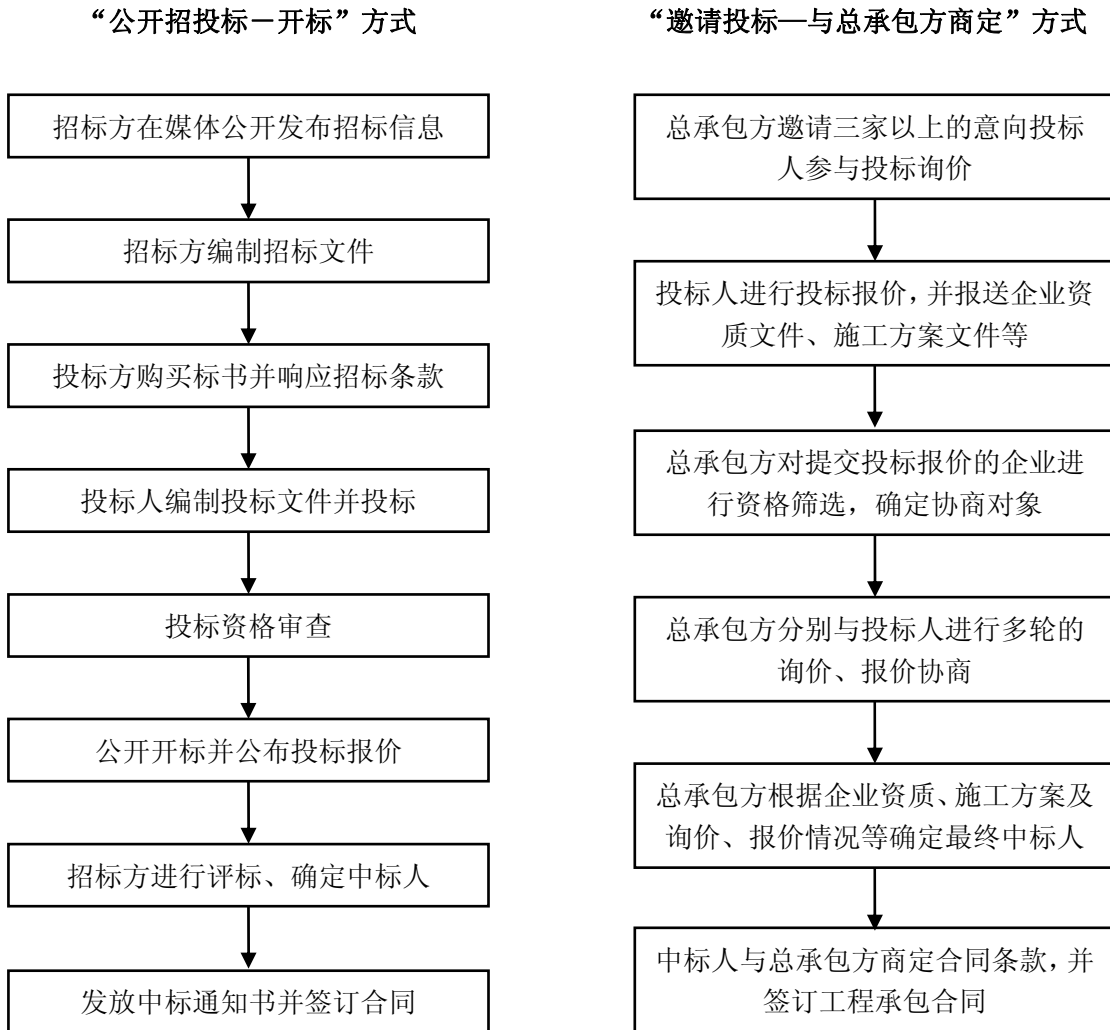 “公开招投标－开标”方式
招标方在媒体公开发布招标信息
招标方编制招标文件
投标方购买标书并响应招标条款
投标人编制投标文件并投标
投标资格审查
公开开标并公布投标报价
招标方进行评标、确定中标人
发放中标通知书并签订合同
“邀请投标—与总承包方商定”方式
总承包方邀请三家以上的意向投标
人参与投标询价
投标人进行投标报价，并报送企业资
质文件、施工方案文件等
总承包方对提交投标报价的企业进
行资格筛选，确定协商对象
总承包方分别与投标人进行多轮的
询价、报价协商
总承包方根据企业资质、施工方案及
询价、报价情况等确定最终中标人
中标人与总承包方商定合同条款，并
签订工程承包合同